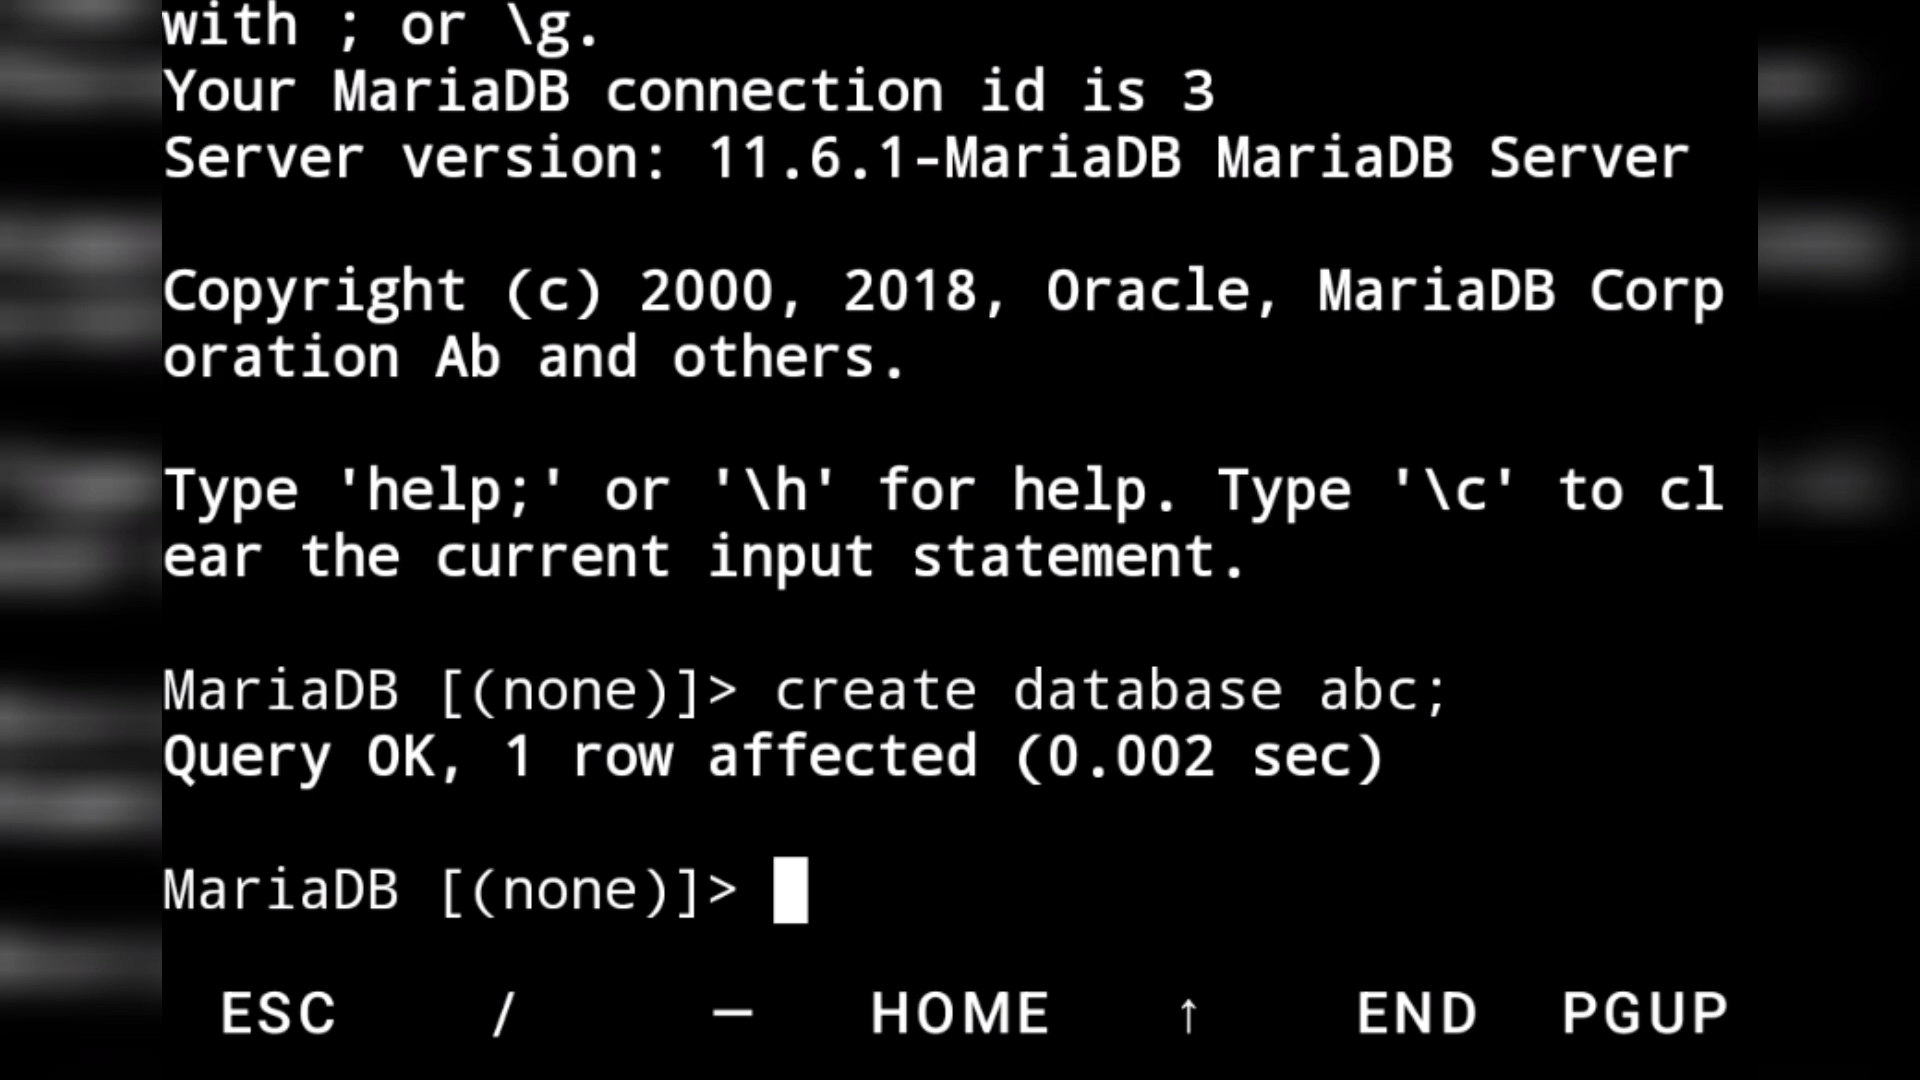 with ; or \g.
Your MariaDB connection id is 3
Server version: 11.6.1-MariaDB MariaDB Server
Copyright (c) 2000, 2018, Oracle, MariaDB Corp
oration Ab and others.
Type 'help;' or '\h' for help. Type '\c' to cl
ear the current input statement.
MariaDB [(none)]> create database abc;
Query OK, 1 row affected (0.002 sec)
MariaDB [(none)]>
ESC / — HOME ↑ END PGUP